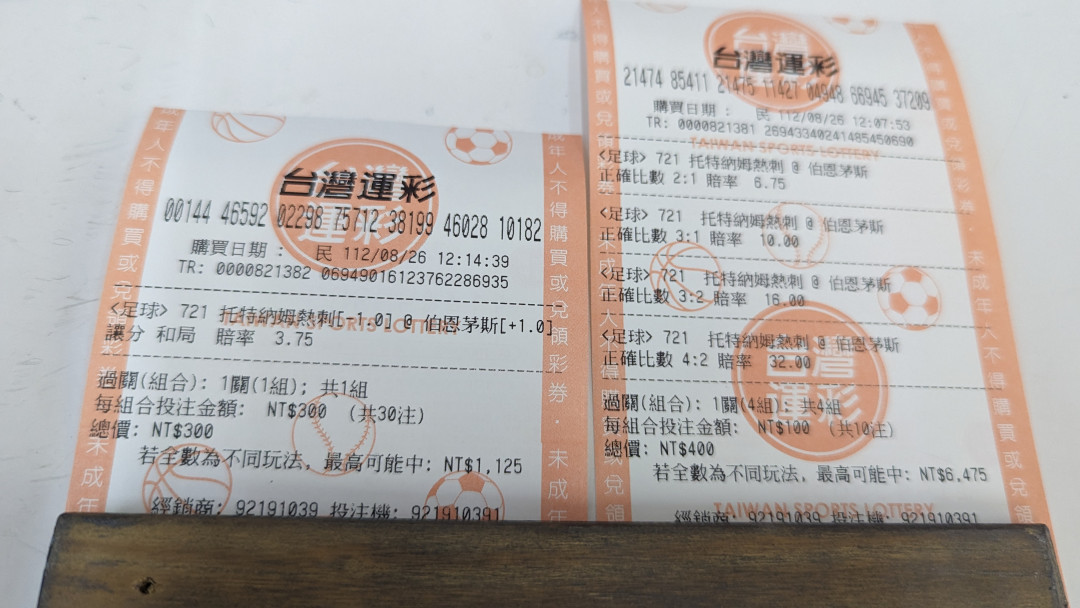 台灣運彩
00144 46592 02298 75712 38199 46028 10182
購買日期： 民 112/08/26 12:14:39
TR: 0000821382 06949016123762286935
<足球> 721 托特納姆熱刺[-1.0] @ 伯恩茅斯[+1.0]
讓分 和局 賠率 3.75
過關(組合): 1關(1組); 共1組
每組合投注金額: NT$300 (共30注)
總價: NT$300
若全數為不同玩法, 最高可能中: NT$1,125
經銷商: 92191039 投注機: 921910391
台灣運彩
21474 85411 21475 11427 04948 66945 37209
購買日期： 民 112/08/26 12:07:53
TR: 0000821381 26943340241485450690
TAIWAN SPORTS LOTTERY
<足球> 721 托特納姆熱刺 @ 伯恩茅斯
正確比數 2:1 賠率 6.75
<足球> 721 托特納姆熱刺 @ 伯恩茅斯
正確比數 3:1 賠率 10.00
<足球> 721 托特納姆熱刺 @ 伯恩茅斯
正確比數 3:2 賠率 16.00
<足球> 721 托特納姆熱刺 @ 伯恩茅斯
正確比數 4:2 賠率 32.00
過關(組合): 1關(4組); 共4組
每組合投注金額: NT$100 (共10注)
總價: NT$400
若全數為不同玩法, 最高可能中: NT$6,475
TAIWAN SPORTS LOTTERY
經銷商: 92191039 投注機: 921910391